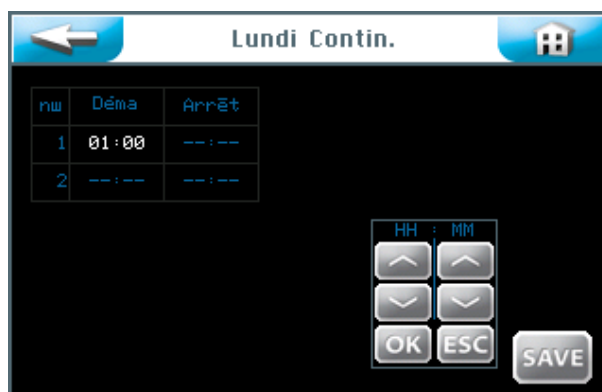 Lundi Contin.
nw Déma Arrêt
1 01:00 --:--
2 --:-- --:--
HH : MM
OK ESC
SAVE